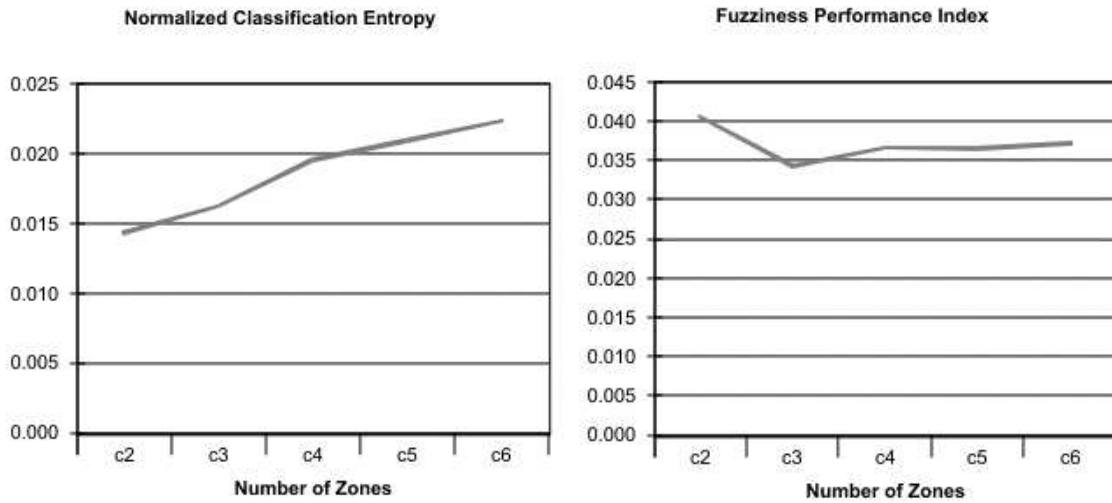 Normalized Classification Entropy
0.025
0.020
0.015
0.010
0.005
0.000
c2 c3 c4 c5 c6
Number of Zones
Fuzziness Performance Index
0.045
0.040
0.035
0.030
0.025
0.020
0.015
0.010
0.005
0.000
c2 c3 c4 c5 c6
Number of Zones